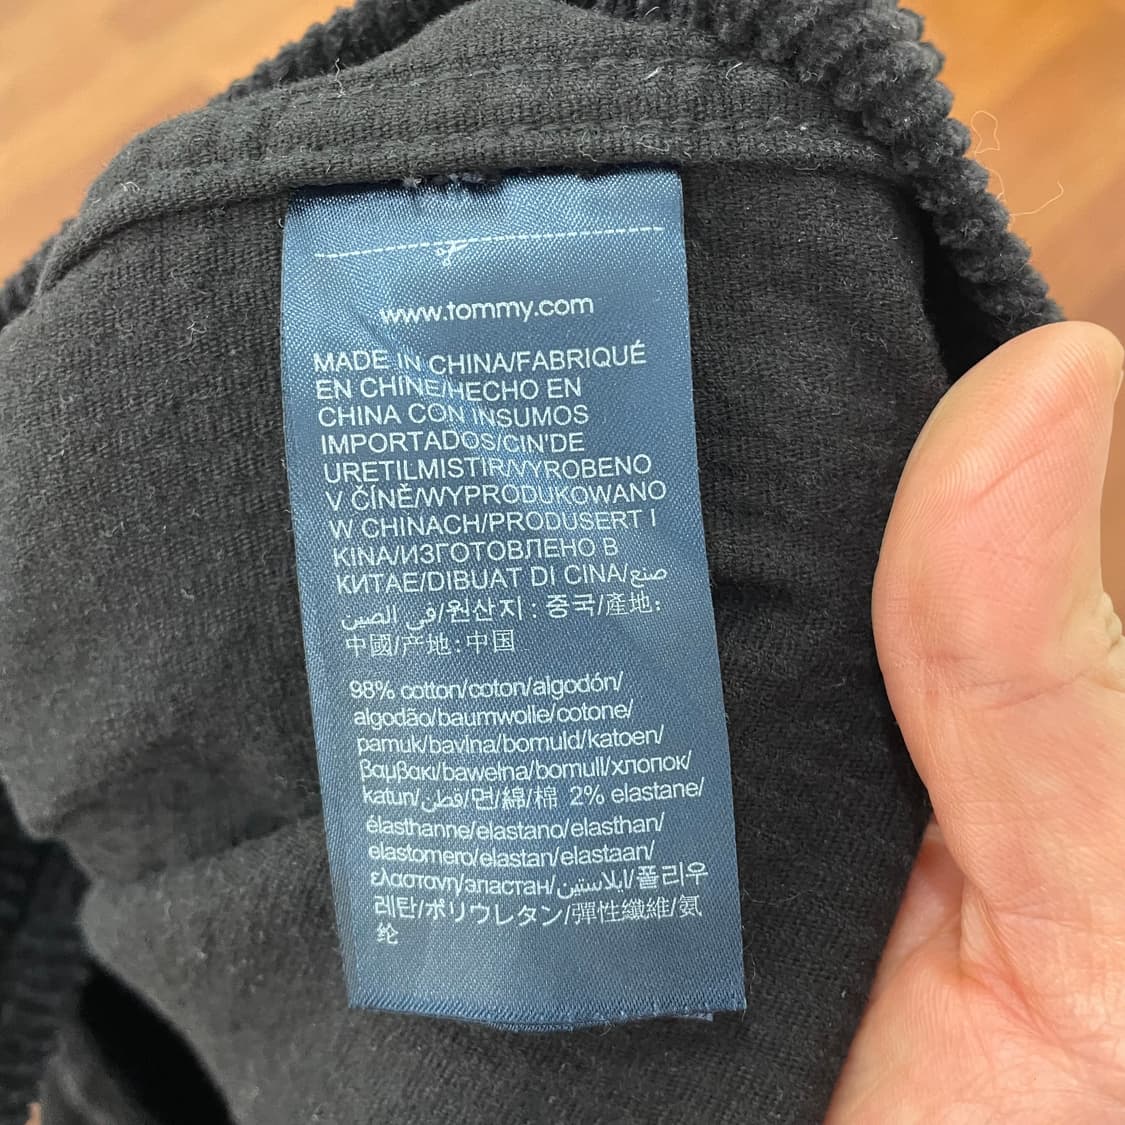 www.tommy.com
MADE IN CHINA/FABRIQUÉ
EN CHINE/HECHO EN
CHINA CON INSUMOS
IMPORTADOS/CIN'DE
URETILMISTIR/VYROBENO
V ČÍNĚ/WYPRODUKOWANO
W CHINACH/PRODUSERT I
KINA/ИЗГОТОВЛЕНО В
КИТАЕ/DIBUAT DI CINA/صنع
في الصين/원산지 : 중국/產地:
中國/产地:中国
98% cotton/coton/algodón/
algodão/baumwolle/cotone/
pamuk/bavlna/bomuld/katoen/
βαμβακι/bawełna/bomull/хлопок/
katun/قطن/면/綿/棉 2% elastane/
élasthanne/elastano/elasthan/
elastomero/elastan/elastaan/
ελαστανη/эластан/ايلاستين/폴리우
레탄/ポリウレタン/彈性纖維/氨
纶